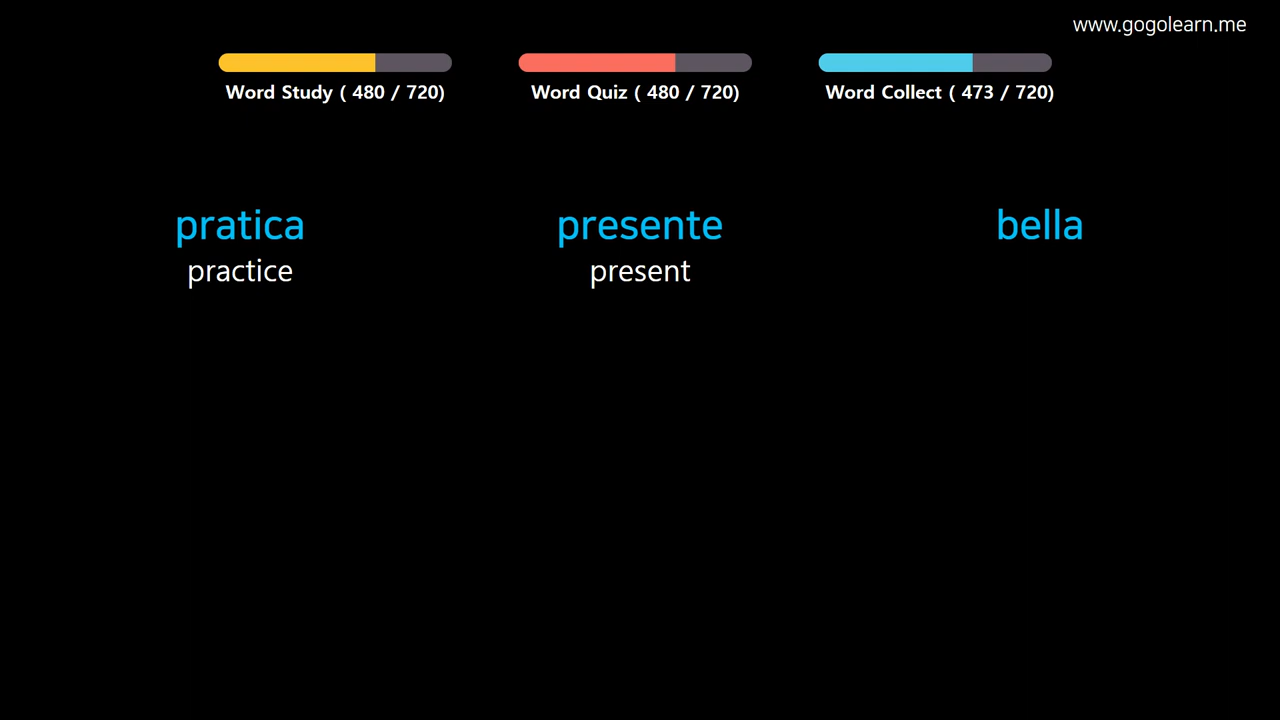 www.gogolearn.me
Word Study ( 480 / 720)
Word Quiz ( 480 / 720)
Word Collect ( 473 / 720)
pratica
presente
bella
practice
present